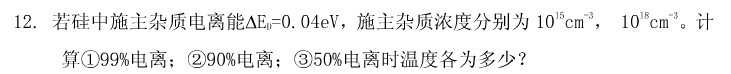 12. 若硅中施主杂质电离能ΔE_D=0.04eV，施主杂质浓度分别为 10^15cm^-3， 10^18cm^-3。计
算①99%电离；②90%电离；③50%电离时温度各为多少？